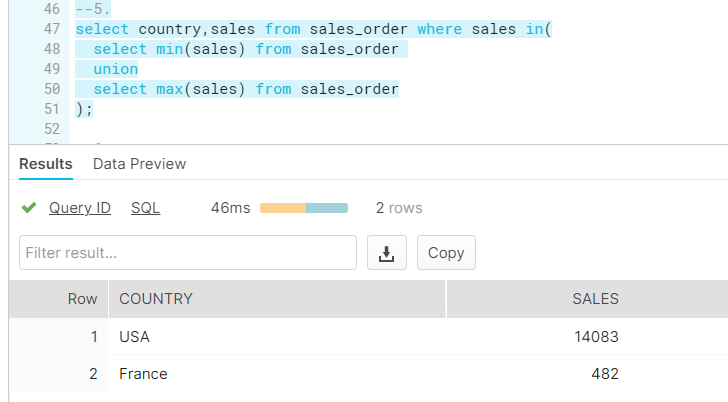 46 --5.
47 select country,sales from sales_order where sales in(
48 select min(sales) from sales_order
49 union
50 select max(sales) from sales_order
51 );
52
Results Data Preview
Query ID SQL 46ms 2 rows
Filter result... Copy
Row COUNTRY SALES
1 USA 14083
2 France 482